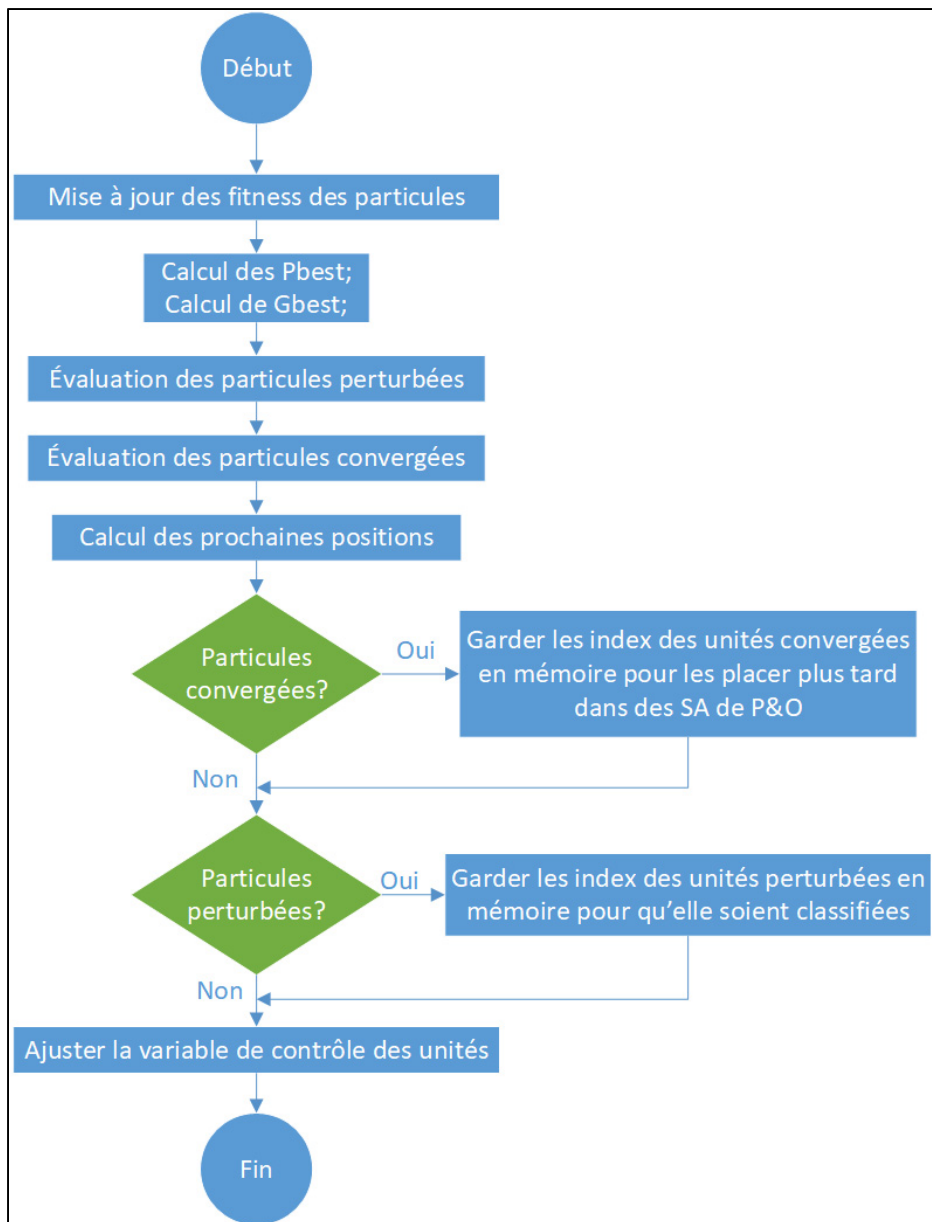 Début
Mise à jour des fitness des particules
Calcul des Pbest;
Calcul de Gbest;
Évaluation des particules perturbées
Évaluation des particules convergées
Calcul des prochaines positions
Particules
convergées?
Oui
Garder les index des unités convergées
en mémoire pour les placer plus tard
dans des SA de P&O
Non
Particules
perturbées?
Oui
Garder les index des unités perturbées en
mémoire pour qu’elle soient classifiées
Non
Ajuster la variable de contrôle des unités
Fin